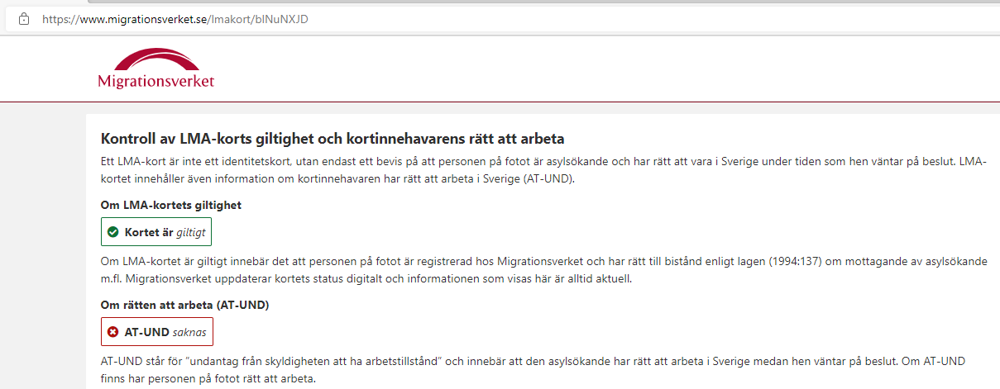 https://www.migrationsverket.se/lmakort/blNuNXJD
Migrationsverket
Kontroll av LMA-korts giltighet och kortinnehavarens rätt att arbeta
Ett LMA-kort är inte ett identitetskort, utan endast ett bevis på att personen på fotot är asylsökande och har rätt att vara i Sverige under tiden som hen väntar på beslut. LMA-
kortet innehåller även information om kortinnehavaren har rätt att arbeta i Sverige (AT-UND).
Om LMA-kortets giltighet
Kortet är giltigt
Om LMA-kortet är giltigt innebär det att personen på fotot är registrerad hos Migrationsverket och har rätt till bistånd enligt lagen (1994:137) om mottagande av asylsökande
m.fl. Migrationsverket uppdaterar kortets status digitalt och informationen som visas här är alltid aktuell.
Om rätten att arbeta (AT-UND)
AT-UND saknas
AT-UND står för ”undantag från skyldigheten att ha arbetstillstånd” och innebär att den asylsökande har rätt att arbeta i Sverige medan hen väntar på beslut. Om AT-UND
finns har personen på fotot rätt att arbeta.